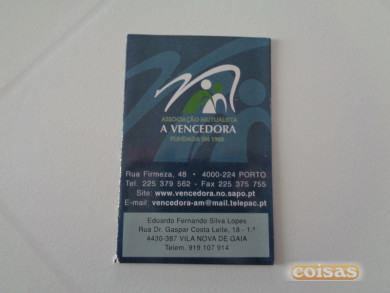 ASSOCIAÇÃO MUTUALISTA
A VENCEDORA
FUNDADA EM 1905
Rua Firmeza, 48 • 4000-224 PORTO
Tel. 225 379 562 - Fax 225 375 755
Site: www.vencedora.no.sapo.pt
E-mail: vencedora-am@mail.telepac.pt
Eduardo Fernando Silva Lopes
Rua Dr. Gaspar Costa Leite, 18 - 1.º
4430-387 VILA NOVA DE GAIA
Telem. 919 107 914
coisas